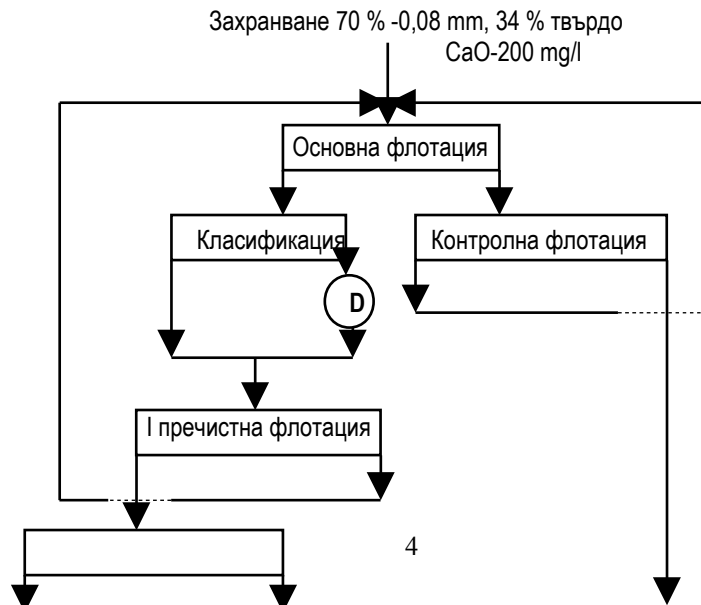 Захранване 70 % -0,08 mm, 34 % твърдо
CaO-200 mg/l
Основна флотация
Класификация
Контролна флотация
D
I пречистна флотация
4